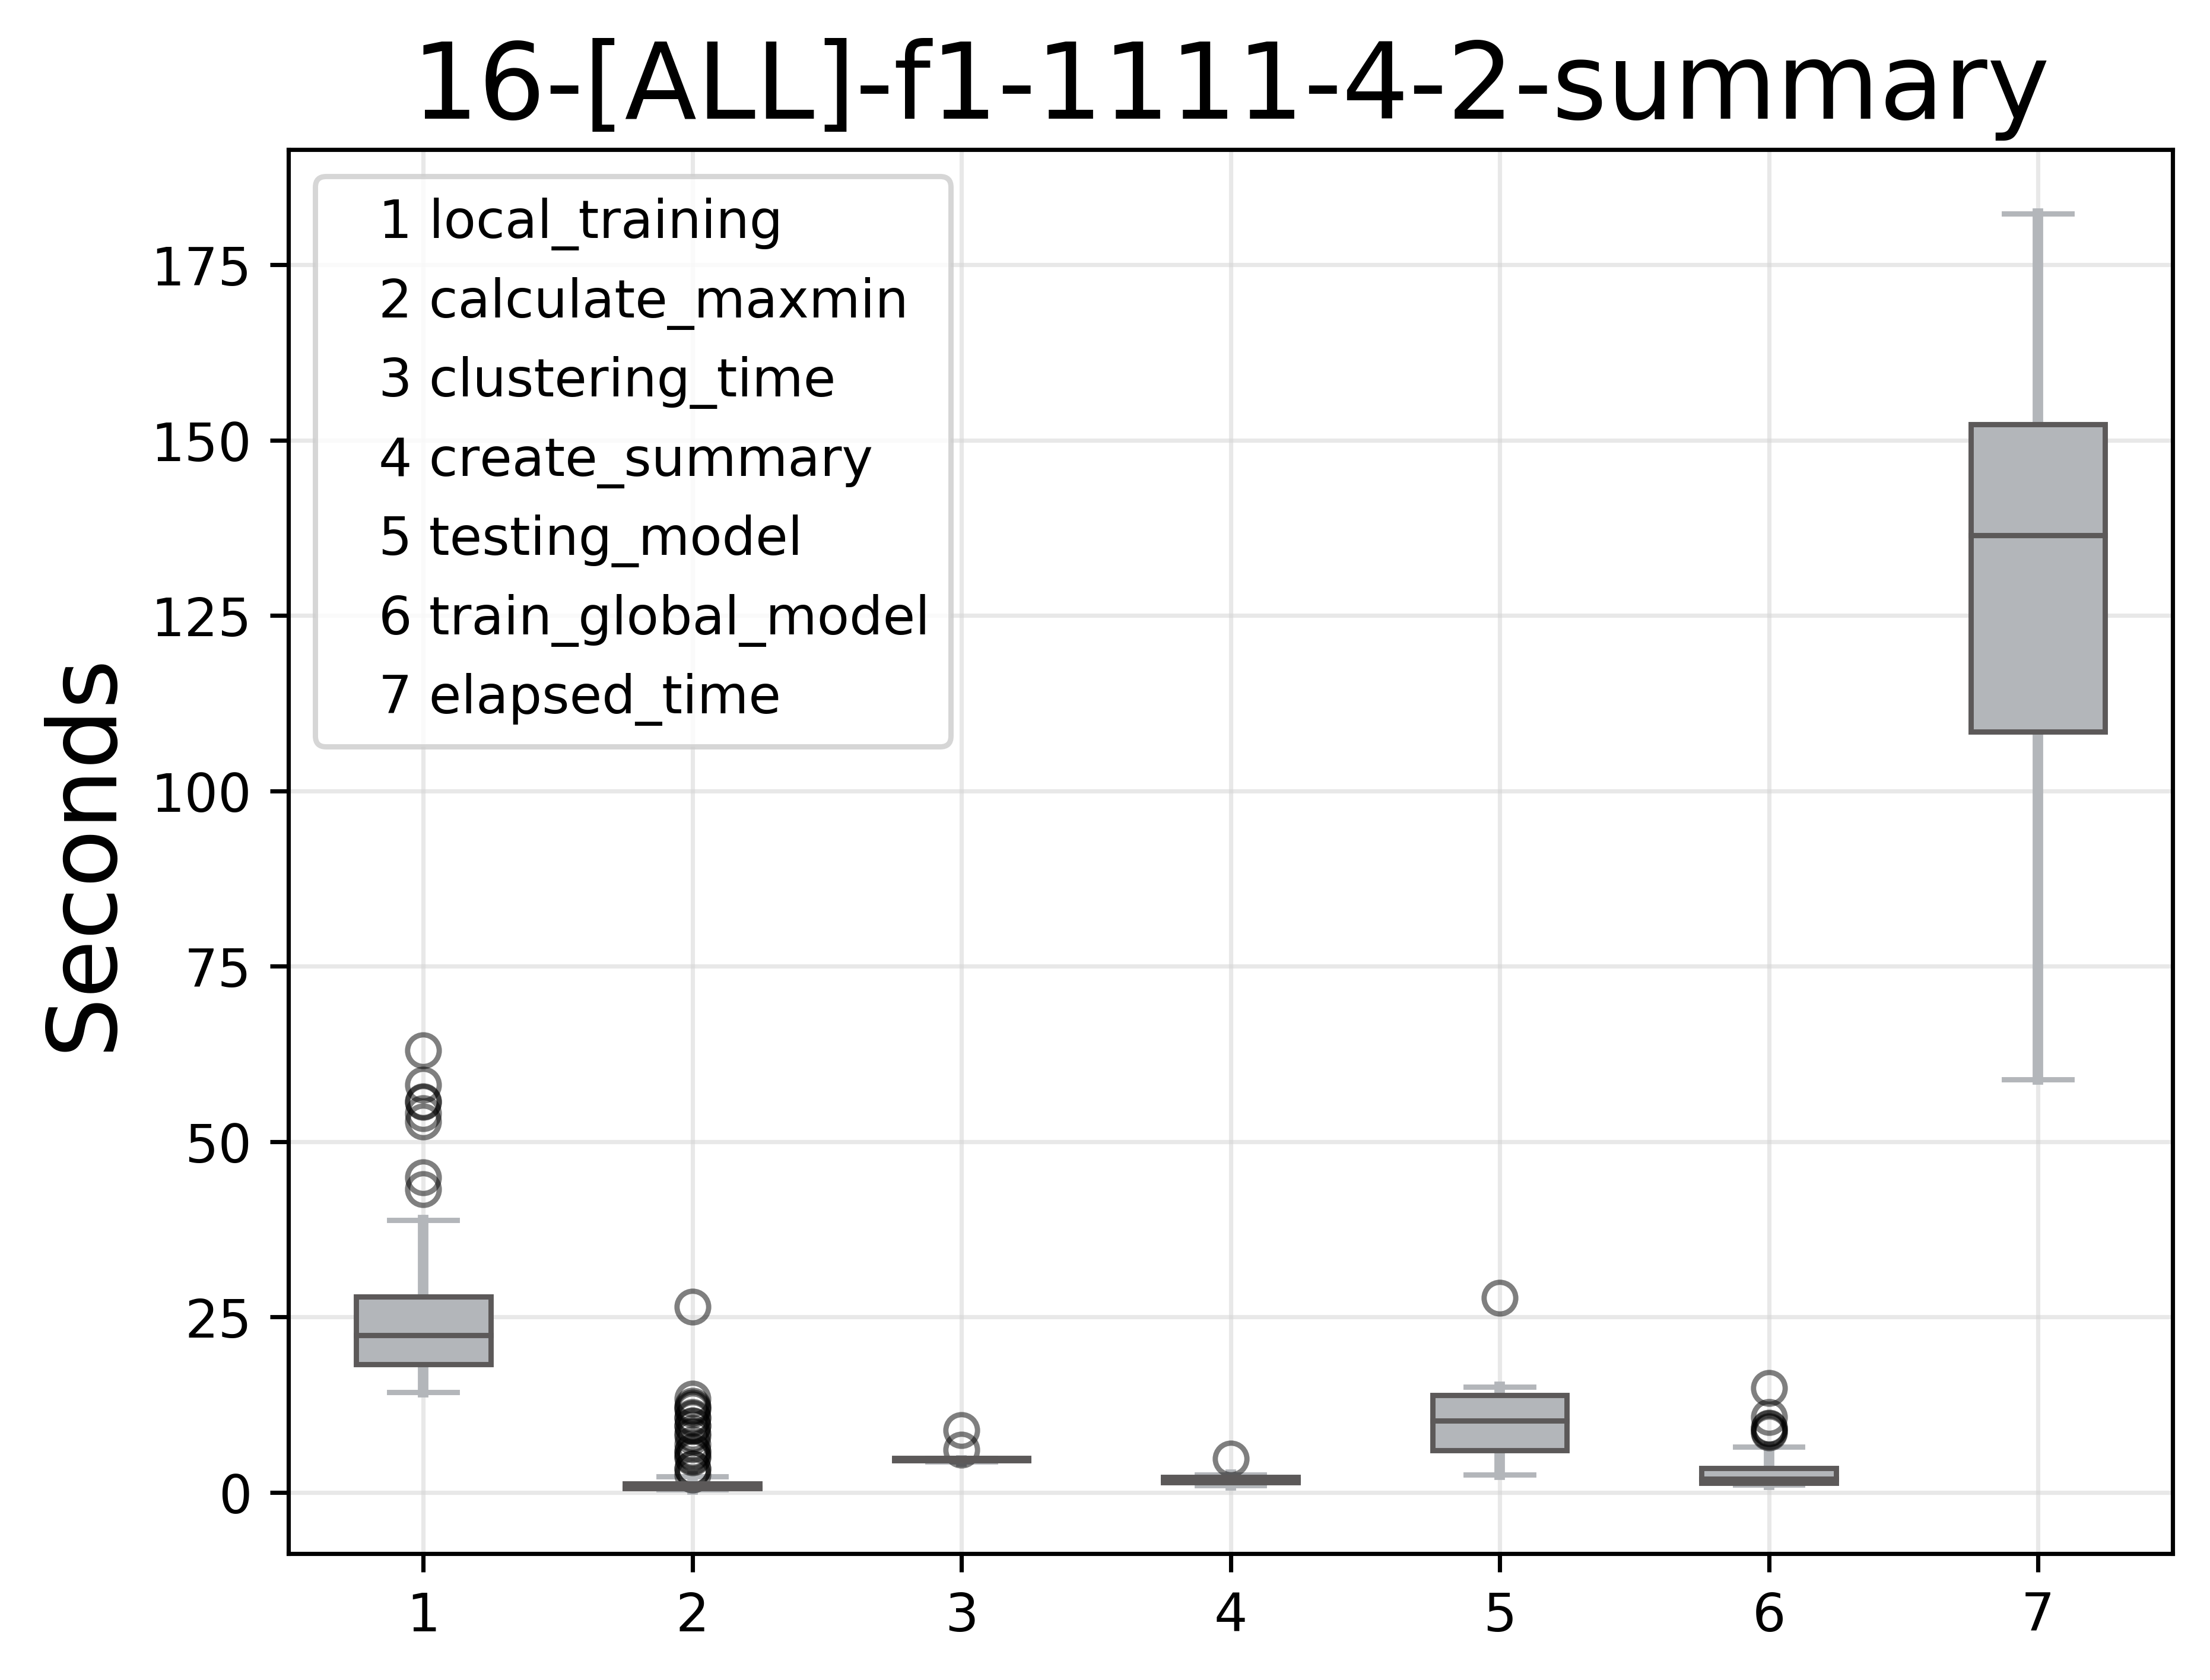 16-[ALL]-f1-1111-4-2-summary
1 local_training
2 calculate_maxmin
3 clustering_time
4 create_summary
5 testing_model
6 train_global_model
7 elapsed_time
Seconds
175
150
125
100
75
50
25
0
1 2 3 4 5 6 7